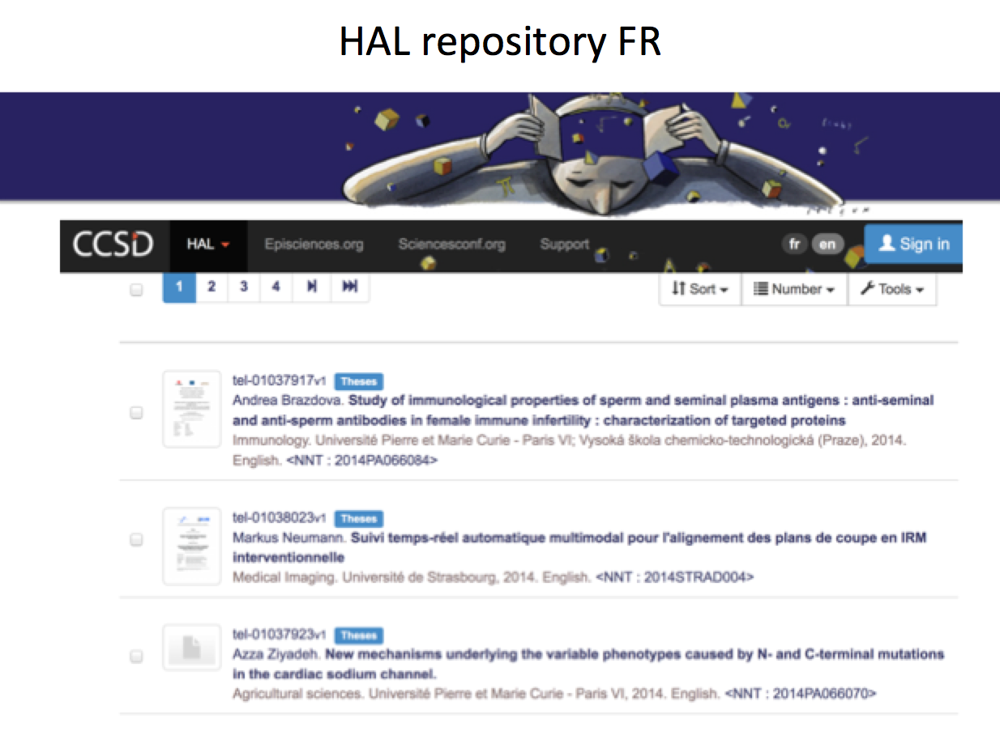 HAL repository FR
CCSD HAL Episciences.org Sciencesconf.org Support fr en Sign in
1 2 3 4 Sort Number Tools
tel-01037917v1 Theses
Andrea Brazdova. Study of immunological properties of sperm and seminal plasma antigens : anti-seminal
and anti-sperm antibodies in female immune infertility : characterization of targeted proteins
Immunology. Université Pierre et Marie Curie - Paris VI; Vysoká škola chemicko-technologická (Praze), 2014.
English. <NNT : 2014PA066084>
tel-01038023v1 Theses
Markus Neumann. Suivi temps-réel automatique multimodal pour l'alignement des plans de coupe en IRM
interventionnelle
Medical Imaging. Université de Strasbourg, 2014. English. <NNT : 2014STRAD004>
tel-01037923v1 Theses
Azza Ziyadeh. New mechanisms underlying the variable phenotypes caused by N- and C-terminal mutations
in the cardiac sodium channel.
Agricultural sciences. Université Pierre et Marie Curie - Paris VI, 2014. English. <NNT : 2014PA066070>